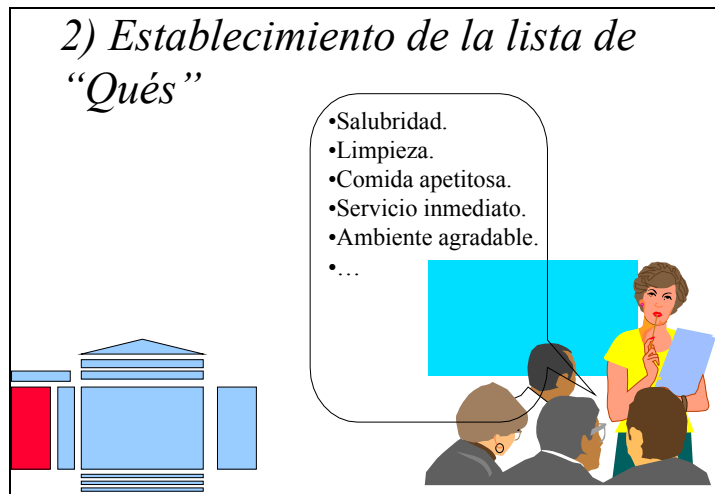 2) Establecimiento de la lista de
“Qués”
•Salubridad.
•Limpieza.
•Comida apetitosa.
•Servicio inmediato.
•Ambiente agradable.
•…